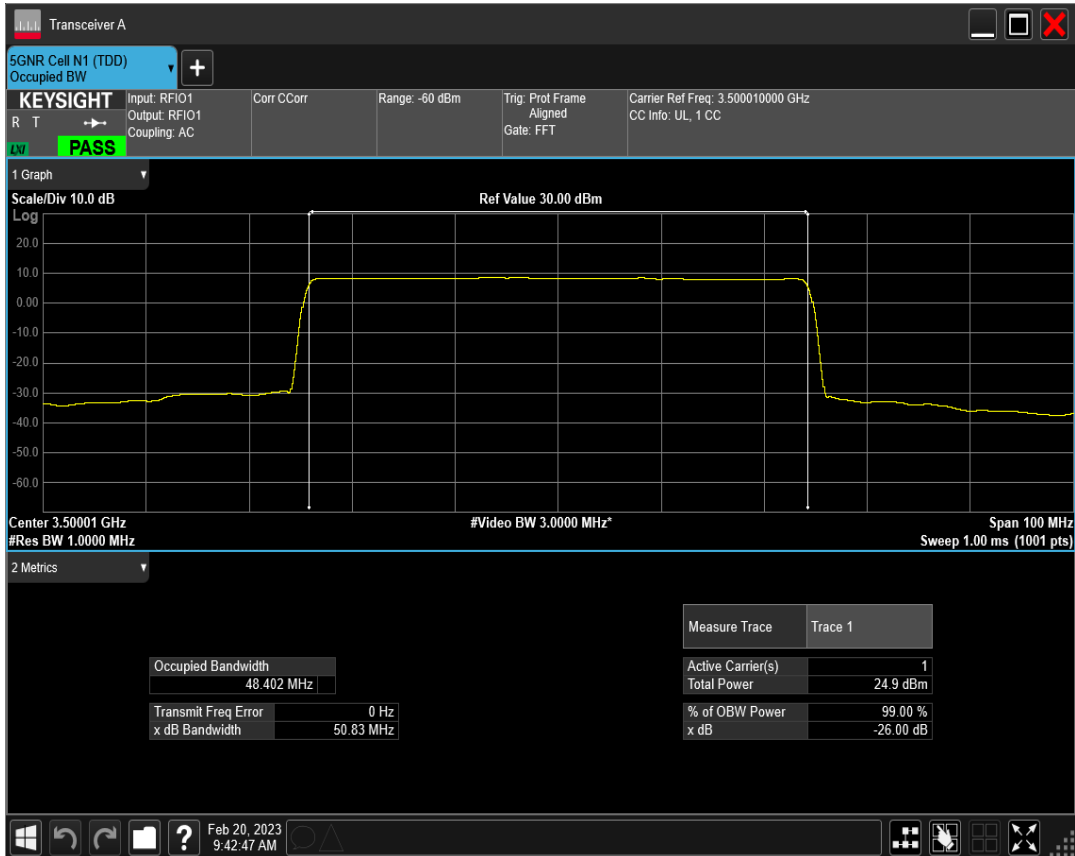 Transceiver A
5GNR Cell N1 (TDD)
Occupied BW
+
KEYSIGHT
R T
LXI
PASS
Input: RFIO1
Output: RFIO1
Coupling: AC
Corr CCorr
Range: -60 dBm
Trig: Prot Frame
Aligned
Gate: FFT
Carrier Ref Freq: 3.500010000 GHz
CC Info: UL, 1 CC
1 Graph
Scale/Div 10.0 dB
Ref Value 30.00 dBm
Log
20.0
10.0
0.00
-10.0
-20.0
-30.0
-40.0
-50.0
-60.0
Center 3.50001 GHz
#Video BW 3.0000 MHz*
Span 100 MHz
#Res BW 1.0000 MHz
Sweep 1.00 ms (1001 pts)
2 Metrics
Measure Trace Trace 1
Occupied Bandwidth
48.402 MHz
Active Carrier(s) 1
Total Power 24.9 dBm
Transmit Freq Error 0 Hz
x dB Bandwidth 50.83 MHz
% of OBW Power 99.00 %
x dB -26.00 dB
?
Feb 20, 2023
9:42:47 AM